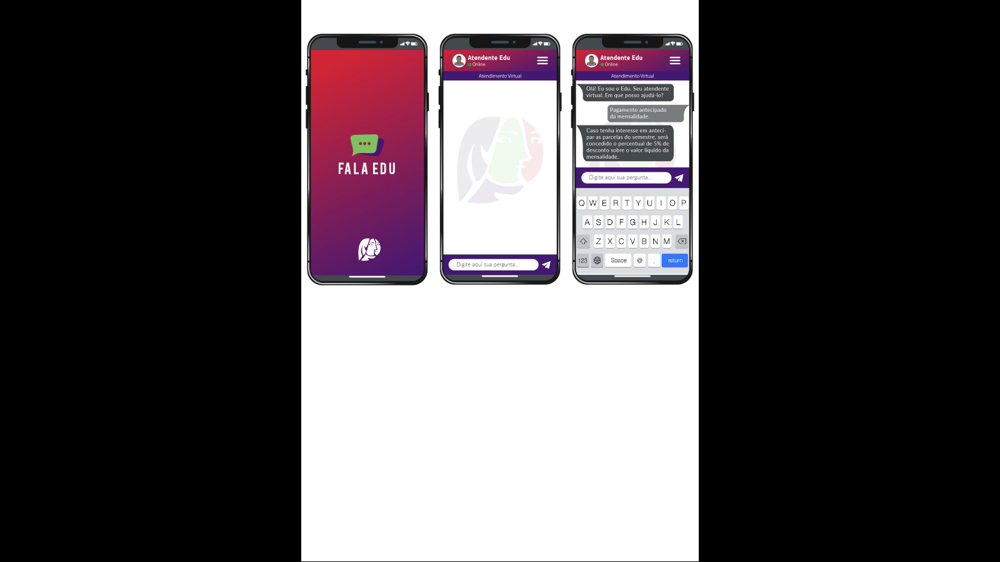 FALA EDU
Atendente Edu
Online
Atendimento Virtual
Digite aqui sua pergunta...
Atendente Edu
Online
Atendimento Virtual
Olá! Eu sou o Edu. Seu atendente
virtual. Em que posso ajudá-lo?
Pagamento antecipado
da mensalidade.
Caso tenha interesse em anteci-
par as parcelas do semestre, será
concedido o percentual de 5% de
desconto sobre o valor líquido da
mensalidade.
Digite aqui sua pergunta...
Q W E R T Y U I O P
A S D F G H J K L
Z X C V B N M
123 Space @ . return